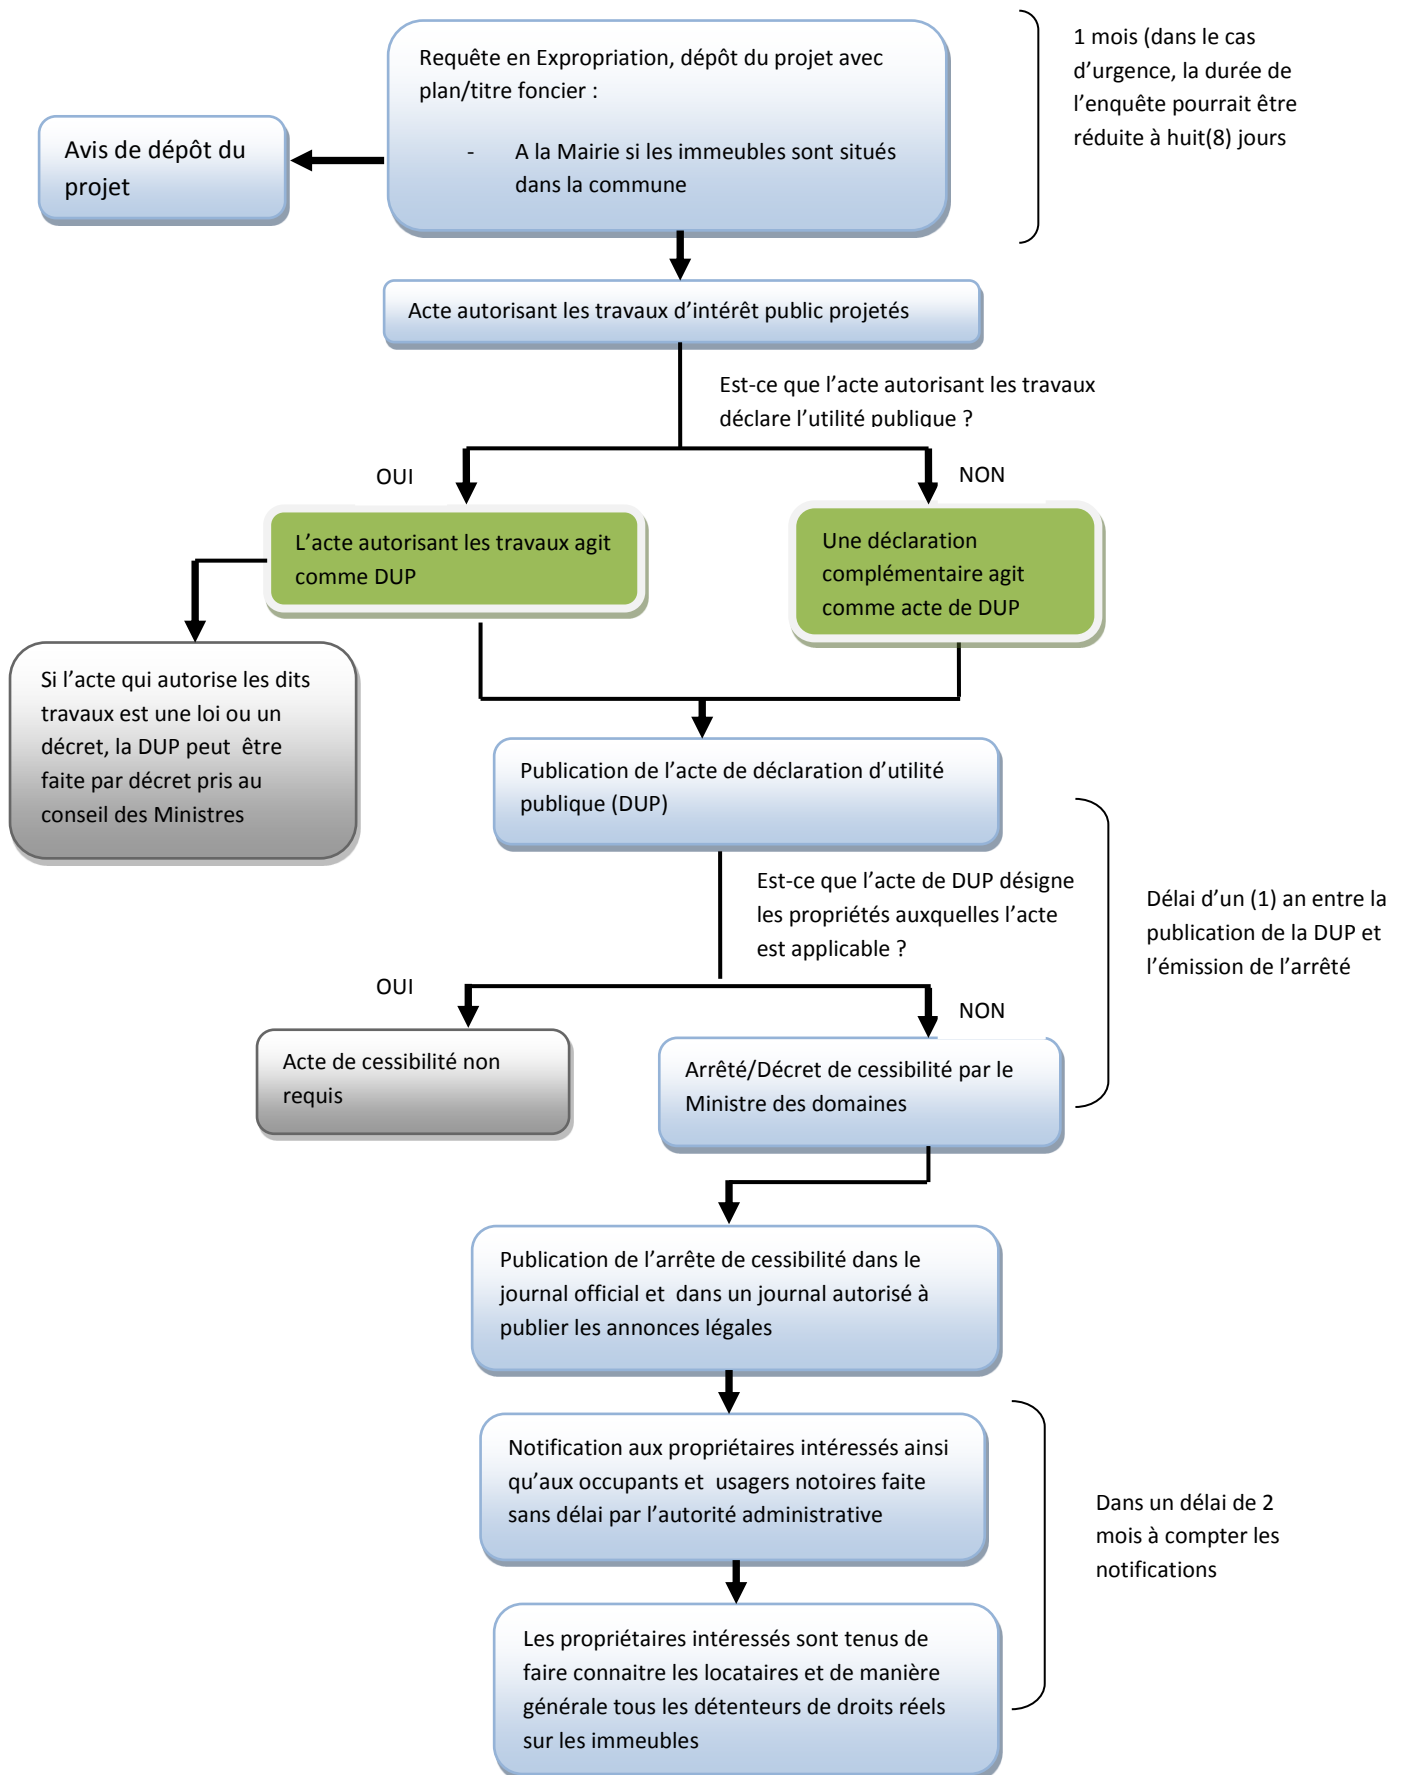 Requête en Expropriation, dépôt du projet avec
plan/titre foncier :
- A la Mairie si les immeubles sont situés
dans la commune
1 mois (dans le cas
d’urgence, la durée de
l’enquête pourrait être
réduite à huit(8) jours
Avis de dépôt du
projet
Acte autorisant les travaux d’intérêt public projetés
Est-ce que l’acte autorisant les travaux
déclare l’utilité publique ?
OUI
NON
L’acte autorisant les travaux agit
comme DUP
Une déclaration
complémentaire agit
comme acte de DUP
Si l’acte qui autorise les dits
travaux est une loi ou un
décret, la DUP peut être
faite par décret pris au
conseil des Ministres
Publication de l’acte de déclaration d’utilité
publique (DUP)
Est-ce que l’acte de DUP désigne
les propriétés auxquelles l’acte
est applicable ?
Délai d’un (1) an entre la
publication de la DUP et
l’émission de l’arrêté
OUI
NON
Acte de cessibilité non
requis
Arrêté/Décret de cessibilité par le
Ministre des domaines
Publication de l’arrête de cessibilité dans le
journal official et dans un journal autorisé à
publier les annonces légales
Notification aux propriétaires intéressés ainsi
qu’aux occupants et usagers notoires faite
sans délai par l’autorité administrative
Dans un délai de 2
mois à compter les
notifications
Les propriétaires intéressés sont tenus de
faire connaitre les locataires et de manière
générale tous les détenteurs de droits réels
sur les immeubles